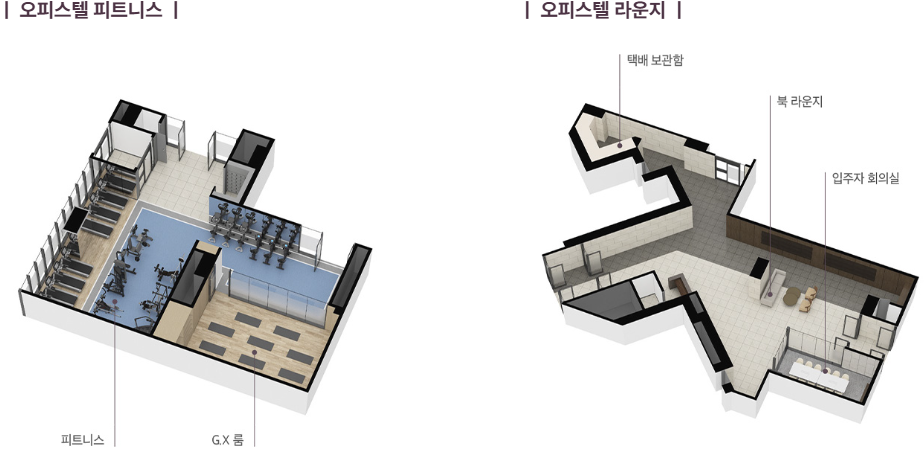 | 오피스텔 피트니스 |
| 오피스텔 라운지 |
택배 보관함
북 라운지
입주자 회의실
피트니스
G.X 룸